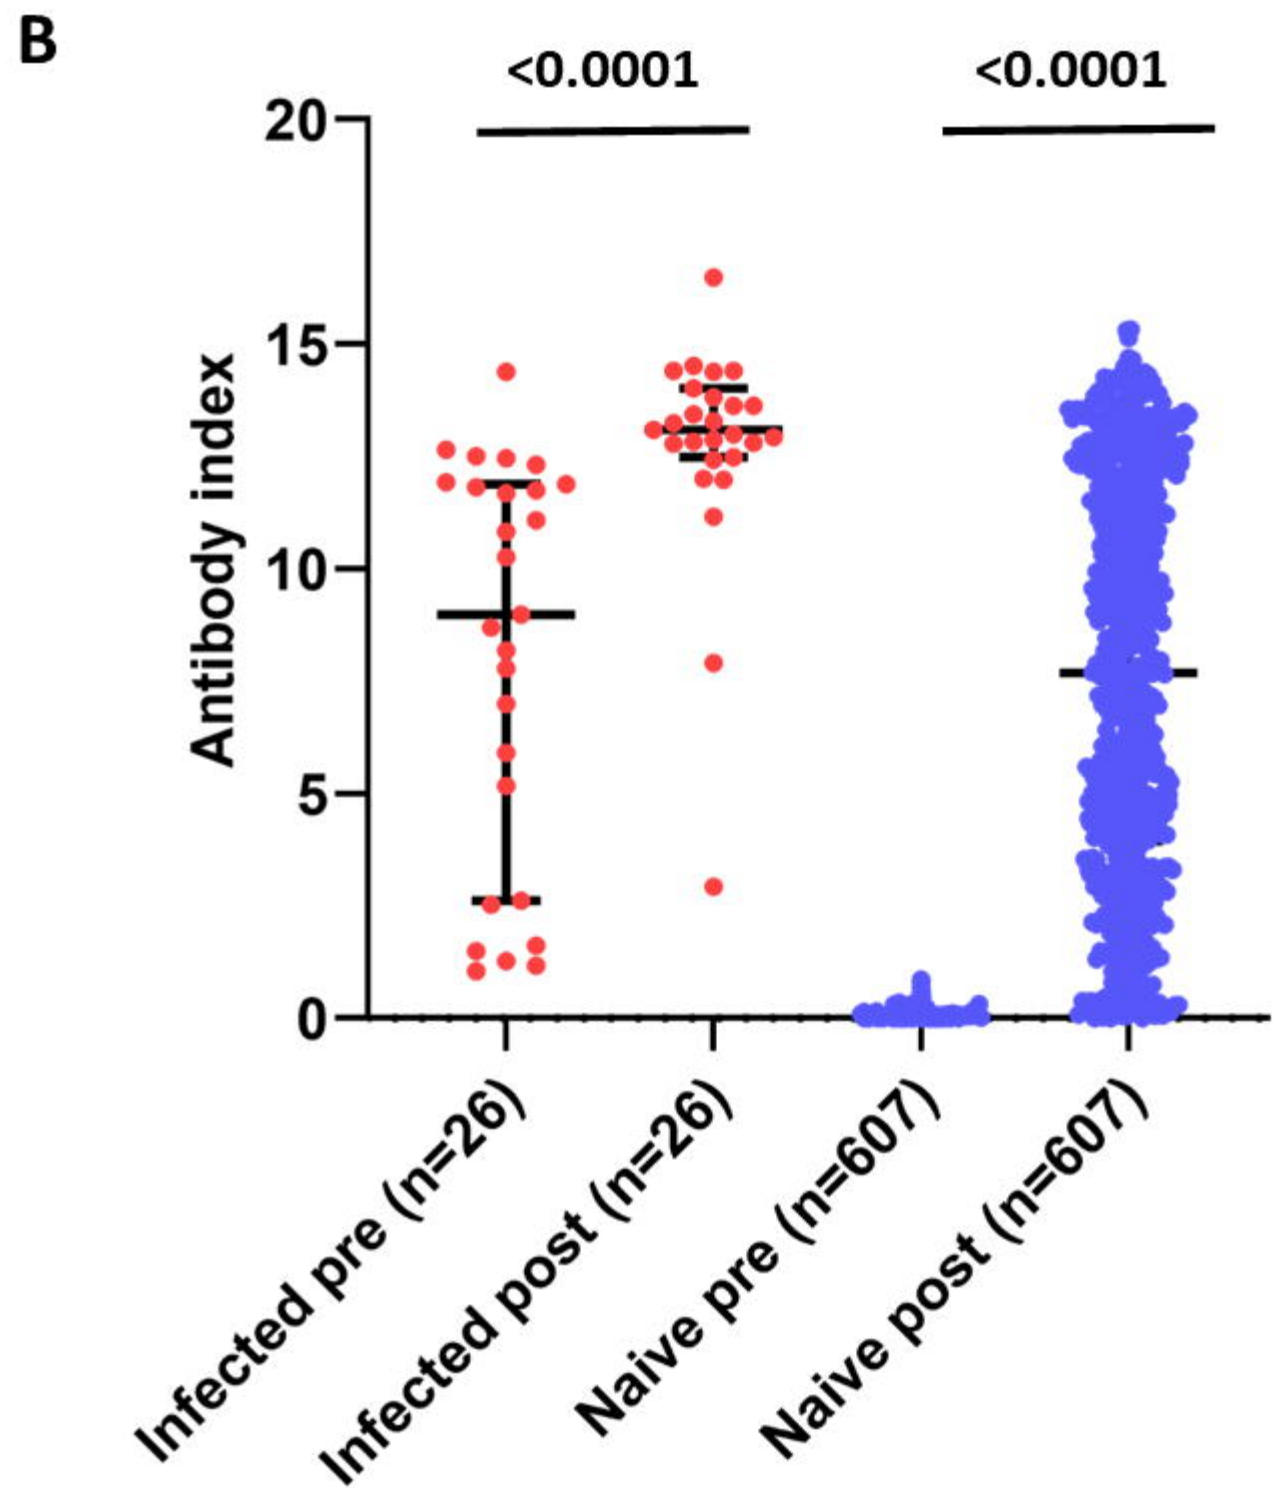 B
<0.0001 <0.0001
20
15
10
5
0
Antibody index
Infected pre (n=26)
Infected post (n=26)
Naive pre (n=607)
Naive post (n=607)